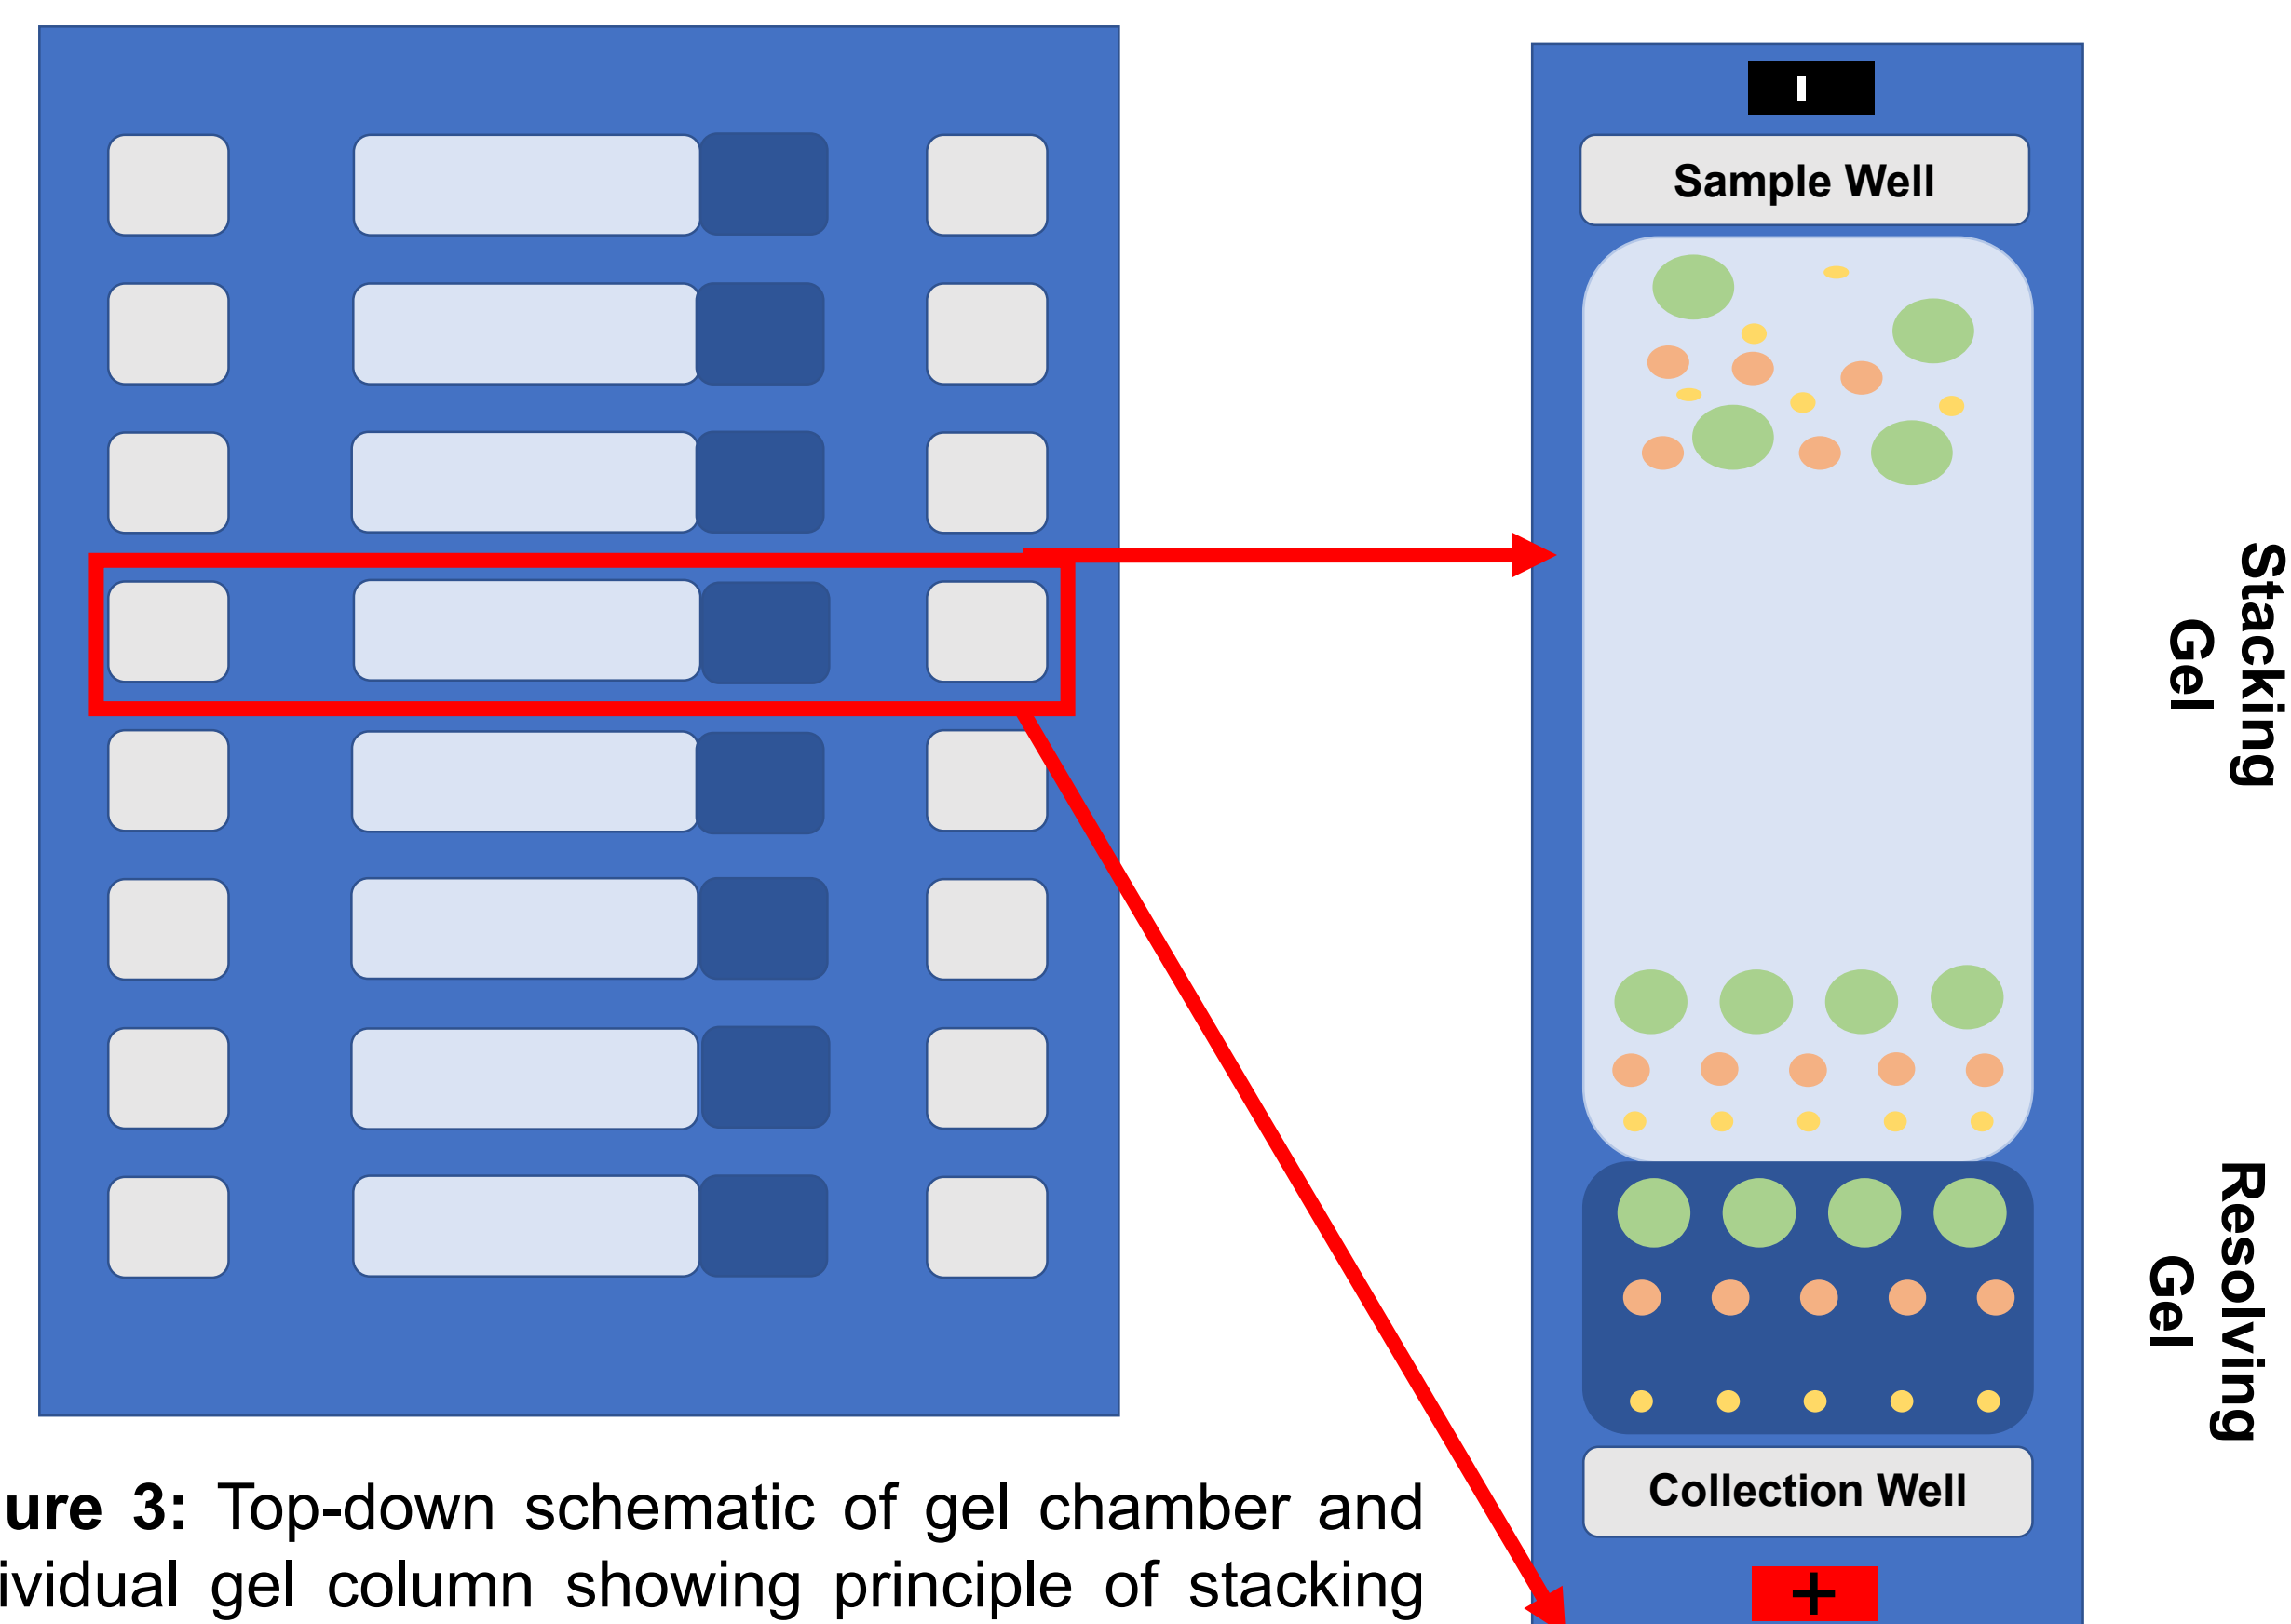 -
Sample Well
Stacking
Gel
Resolving
Gel
Collection Well
+
ure 3: Top-down schematic of gel chamber and
ividual gel column showing principle of stacking